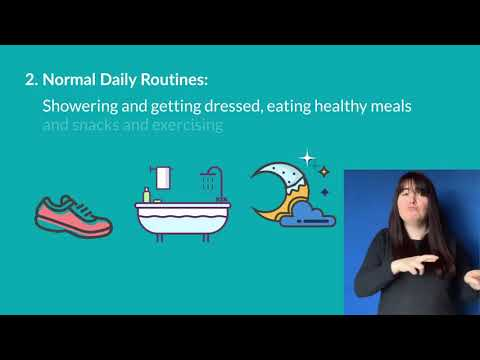 2. Normal Daily Routines:
Showering and getting dressed, eating healthy meals
and snacks and exercising